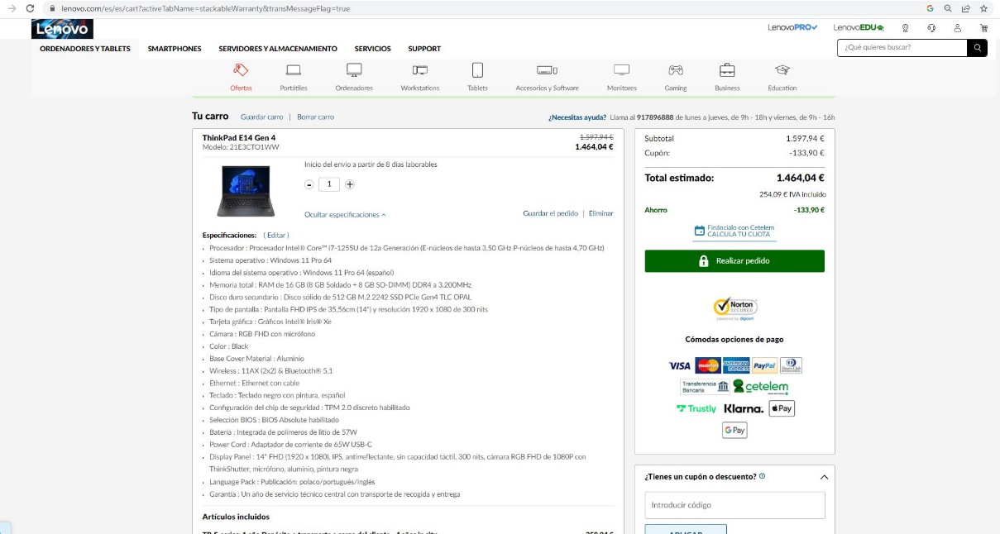 lenovo.com/es/es/cart?activeTabName=stackableWarranty&transMessageFlag=true
Lenovo
LenovoPRO
LenovoEDU
ORDENADORES Y TABLETS
SMARTPHONES
SERVIDORES Y ALMACENAMIENTO
SERVICIOS
SUPPORT
¿Qué quieres buscar?
Ofertas
Portátiles
Ordenadores
Workstations
Tablets
Accesorios y Software
Monitores
Gaming
Business
Education
Tu carro
Guardar carro | Borrar carro
¿Necesitas ayuda? Llama al 917896888 de lunes a jueves, de 9h - 18h y viernes, de 9h - 16h
ThinkPad E14 Gen 4
1.597,94 €
Modelo: 21E3CTO1WW
1.464,04 €
Inicio del envío a partir de 8 días laborables
- 1 +
Ocultar especificaciones
Guardar el pedido | Eliminar
Especificaciones: ( Editar )
Procesador : Procesador Intel® Core™ i7-1255U de 12a Generación (E-núcleos de hasta 3,50 GHz P-núcleos de hasta 4,70 GHz)
Sistema operativo : Windows 11 Pro 64
Idioma del sistema operativo : Windows 11 Pro 64 (español)
Memoria total : RAM de 16 GB (8 GB Soldado + 8 GB SO-DIMM) DDR4 a 3.200MHz
Disco duro secundario : Disco sólido de 512 GB M.2 2242 SSD PCIe Gen4 TLC OPAL
Tipo de pantalla : Pantalla FHD IPS de 35,56cm (14") y resolución 1920 x 1080 de 300 nits
Tarjeta gráfica : Gráficos Intel® Iris® Xe
Cámara : RGB FHD con micrófono
Color : Black
Base Cover Material : Aluminio
Wireless : 11AX (2x2) & Bluetooth® 5.1
Ethernet : Ethernet con cable
Teclado : Teclado negro con pintura, español
Configuración del chip de seguridad : TPM 2.0 discreto habilitado
Selección BIOS : BIOS Absolute habilitado
Batería : Integrada de polímeros de litio de 57W
Power Cord : Adaptador de corriente de 65W USB-C
Display Panel : 14" FHD (1920 x 1080), IPS, antirreflectante, sin capacidad táctil, 300 nits, cámara RGB FHD de 1080P con
ThinkShutter, micrófono, aluminio, pintura negra
Language Pack : Publicación: polaco/portugués/inglés
Garantía : Un año de servicio técnico central con transporte de recogida y entrega
Artículos incluidos
Subtotal
1.597,94 €
Cupón:
-133,90 €
Total estimado:
1.464,04 €
254,09 € IVA incluido
Ahorro
-133,90 €
Fináncialo con Cetelem
CALCULA TU CUOTA
Realizar pedido
Norton
SECURED
powered by digicert
Cómodas opciones de pago
VISA
MasterCard
AMERICAN EXPRESS
PayPal
Diners Club
Transferencia
Bancaria
cetelem
Trustly
Klarna.
Pay
G Pay
¿Tienes un cupón o descuento?
Introducir código